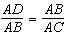 AD/AB = AB/AC